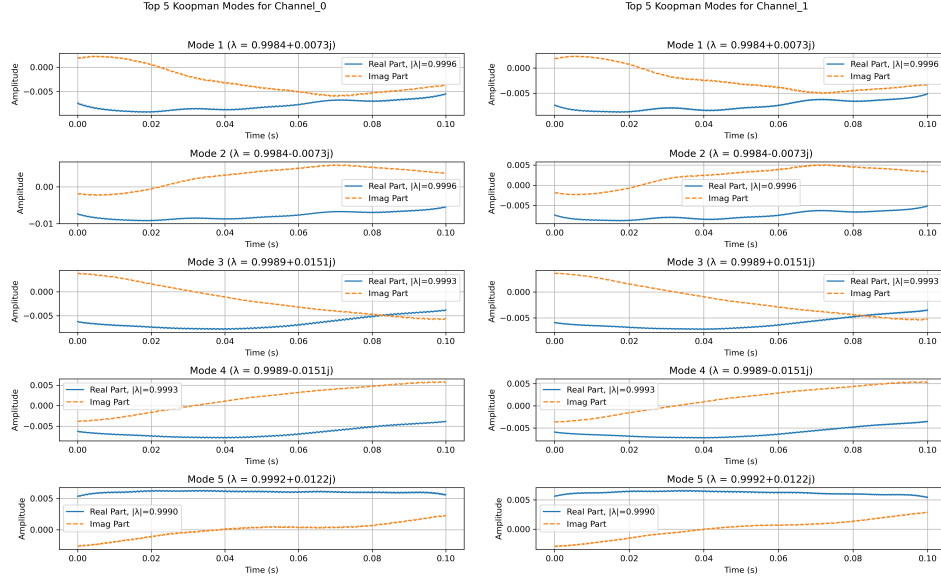 Top 5 Koopman Modes for Channel_0
Mode 1 (λ = 0.9984+0.0073j)
Amplitude
0.000
−0.005
Real Part, |λ|=0.9996
Imag Part
0.00 0.02 0.04 0.06 0.08 0.10
Time (s)
Mode 2 (λ = 0.9984-0.0073j)
Amplitude
0.00
−0.01
Real Part, |λ|=0.9996
Imag Part
0.00 0.02 0.04 0.06 0.08 0.10
Time (s)
Mode 3 (λ = 0.9989+0.0151j)
Amplitude
0.000
−0.005
Real Part, |λ|=0.9993
Imag Part
0.00 0.02 0.04 0.06 0.08 0.10
Time (s)
Mode 4 (λ = 0.9989-0.0151j)
Amplitude
0.005
0.000
−0.005
Real Part, |λ|=0.9993
Imag Part
0.00 0.02 0.04 0.06 0.08 0.10
Time (s)
Mode 5 (λ = 0.9992+0.0122j)
Amplitude
0.005
0.000
Real Part, |λ|=0.9990
Imag Part
0.00 0.02 0.04 0.06 0.08 0.10
Time (s)
Top 5 Koopman Modes for Channel_1
Mode 1 (λ = 0.9984+0.0073j)
Amplitude
0.000
−0.005
Real Part, |λ|=0.9996
Imag Part
0.00 0.02 0.04 0.06 0.08 0.10
Time (s)
Mode 2 (λ = 0.9984-0.0073j)
Amplitude
0.005
0.000
−0.005
Real Part, |λ|=0.9996
Imag Part
0.00 0.02 0.04 0.06 0.08 0.10
Time (s)
Mode 3 (λ = 0.9989+0.0151j)
Amplitude
0.000
−0.005
Real Part, |λ|=0.9993
Imag Part
0.00 0.02 0.04 0.06 0.08 0.10
Time (s)
Mode 4 (λ = 0.9989-0.0151j)
Amplitude
0.005
0.000
−0.005
Real Part, |λ|=0.9993
Imag Part
0.00 0.02 0.04 0.06 0.08 0.10
Time (s)
Mode 5 (λ = 0.9992+0.0122j)
Amplitude
0.005
0.000
Real Part, |λ|=0.9990
Imag Part
0.00 0.02 0.04 0.06 0.08 0.10
Time (s)